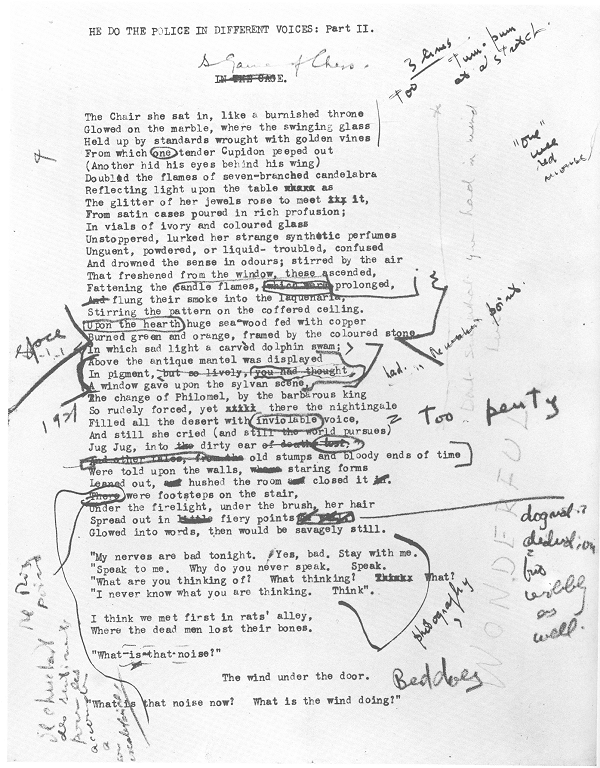 HE DO THE POLICE IN DIFFERENT VOICES: Part II.
A Game of Chess.
IN THE CAGE.
3 lines
Too tum-pum
at a stretch
The Chair she sat in, like a burnished throne
Glowed on the marble, where the swinging glass
Held up by standards wrought with golden vines
From which one tender Cupidon peeped out
(Another hid his eyes behind his wing)
Doubled the flames of seven-branched candelabra
Reflecting light upon the table as
The glitter of her jewels rose to meet it,
From satin cases poured in rich profusion;
In vials of ivory and coloured glass
Unstoppered, lurked her strange synthetic perfumes
Unguent, powdered, or liquid- troubled, confused
And drowned the sense in odours; stirred by the air
That freshened from the window, these ascended,
Fattening the candle flames, which were prolonged,
And flung their smoke into the laquenaria,
Stirring the pattern on the coffered ceiling.
Upon the hearth huge sea-wood fed with copper
Burned green and orange, framed by the coloured stone
In which sad light a carved dolphin swam;
Above the antique mantel was displayed
In pigment, but so lively, you had thought
A window gave upon the sylvan scene,
The change of Philomel, by the barbarous king
So rudely forced, yet there the nightingale
Filled all the desert with inviolable voice,
And still she cried (and still the world pursues)
Jug Jug, into the dirty ear of death lust;
And other tales, from the old stumps and bloody ends of time
Were told upon the walls, where staring forms
Leaned out, and hushed the room and closed it in.
There were footsteps on the stair,
Under the firelight, under the brush, her hair
Spread out in little fiery points
Glowed into words, then would be savagely still.
"My nerves are bad tonight. Yes, bad. Stay with me.
"Speak to me. Why do you never speak. Speak.
"What are you thinking of? What thinking? What?
"I never know what you are thinking. Think".
I think we met first in rats' alley,
Where the dead men lost their bones.
"What is that noise?"
The wind under the door.
"What is that noise now? What is the wind doing?"
"one"
wee
red
mouse
had in mind
point.
1921
too penty
dogmatic
deduction
but
wobbly
as
well.
WONDERFUL
photography
Beddoes